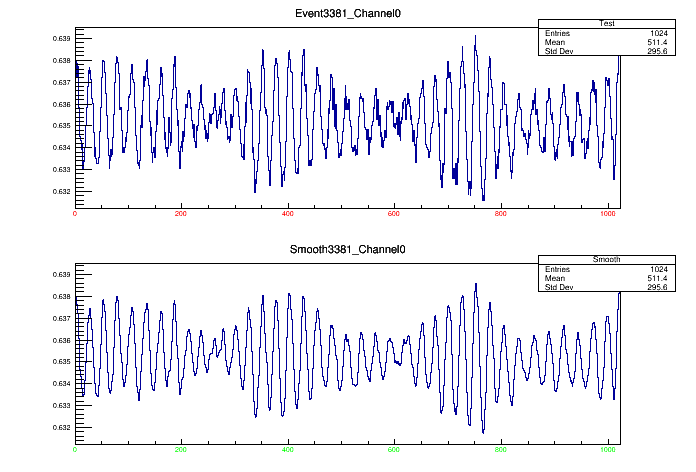 Event3381_Channel0
Test
Entries 1024
Mean 511.4
Std Dev 295.6
0.639
0.638
0.637
0.636
0.635
0.634
0.633
0.632
0 200 400 600 800 1000
Smooth3381_Channel0
Smooth
Entries 1024
Mean 511.4
Std Dev 295.6
0.639
0.638
0.637
0.636
0.635
0.634
0.633
0.632
0 200 400 600 800 1000